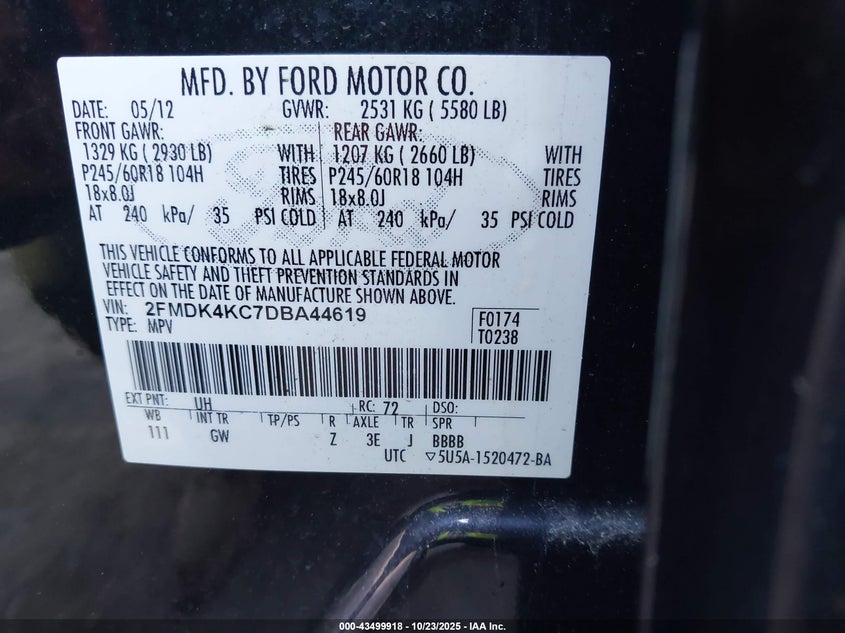 MFD. BY FORD MOTOR CO.
DATE: 05/12 GVWR: 2531 KG ( 5580 LB)
FRONT GAWR: REAR GAWR:
1329 KG ( 2930 LB) WITH 1207 KG ( 2660 LB) WITH
P245/60R18 104H TIRES P245/60R18 104H TIRES
18x8.0J RIMS 18x8.0J RIMS
AT 240 kPa/ 35 PSI COLD AT 240 kPa/ 35 PSI COLD
THIS VEHICLE CONFORMS TO ALL APPLICABLE FEDERAL MOTOR
VEHICLE SAFETY AND THEFT PREVENTION STANDARDS IN
EFFECT ON THE DATE OF MANUFACTURE SHOWN ABOVE.
VIN: 2FMDK4KC7DBA44619 F0174
TYPE: MPV T0238
EXT PNT: UH RC: 72 DSO:
WB INT TR TP/PS R AXLE TR SPR
111 GW Z 3E J BBBB
UTC ▽5U5A-1520472-BA
000-43499918 | 10/23/2025 - IAA Inc.